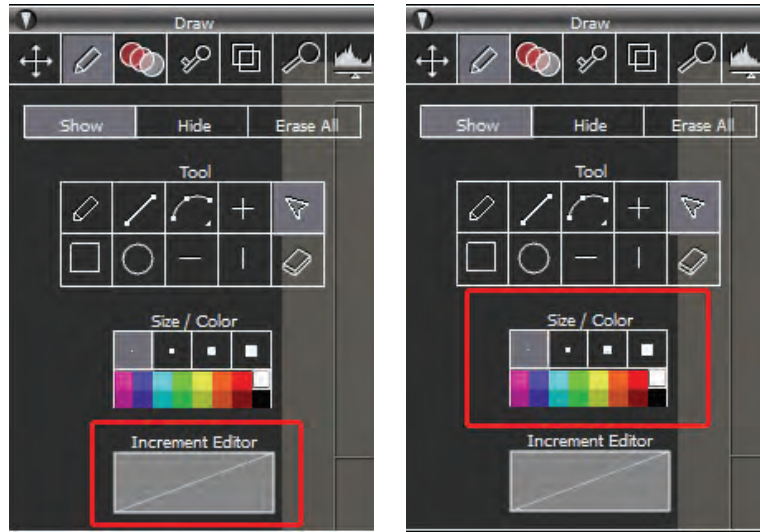 Draw
Show Hide Erase All
Tool
Size / Color
Increment Editor
Draw
Show Hide Erase All
Tool
Size / Color
Increment Editor